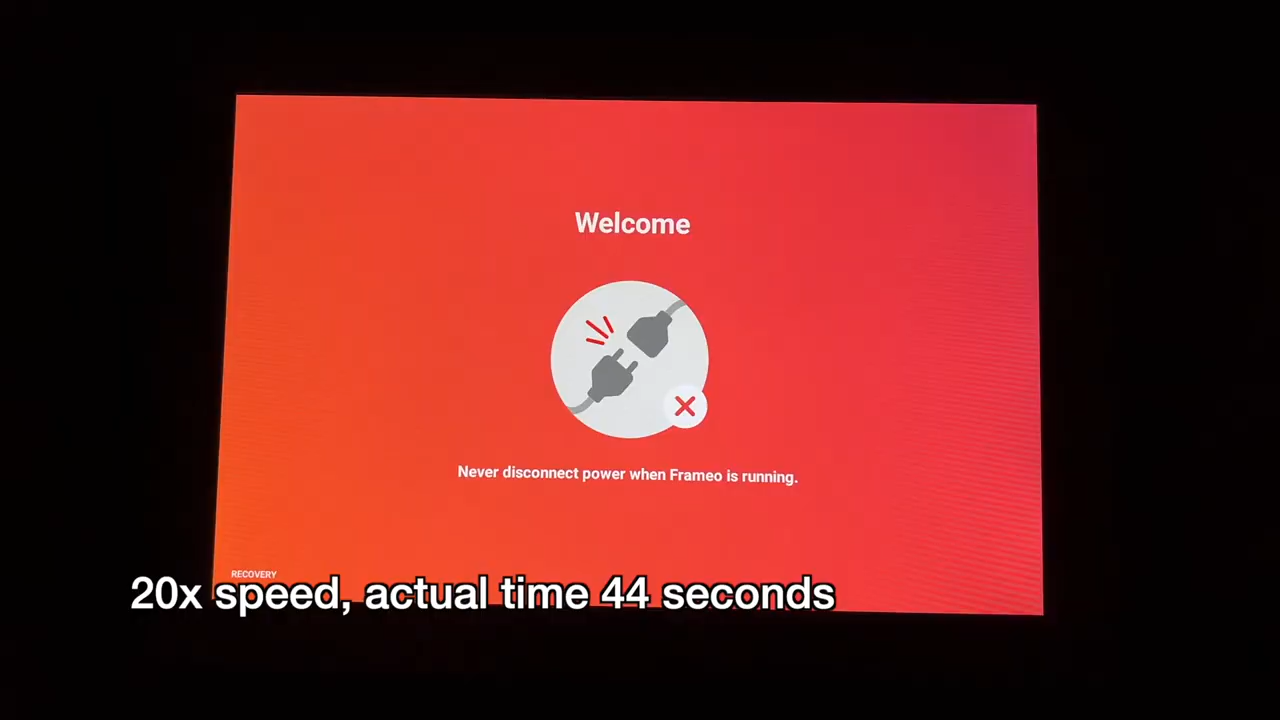 Welcome
Never disconnect power when Frameo is running.
RECOVERY
20x speed, actual time 44 seconds